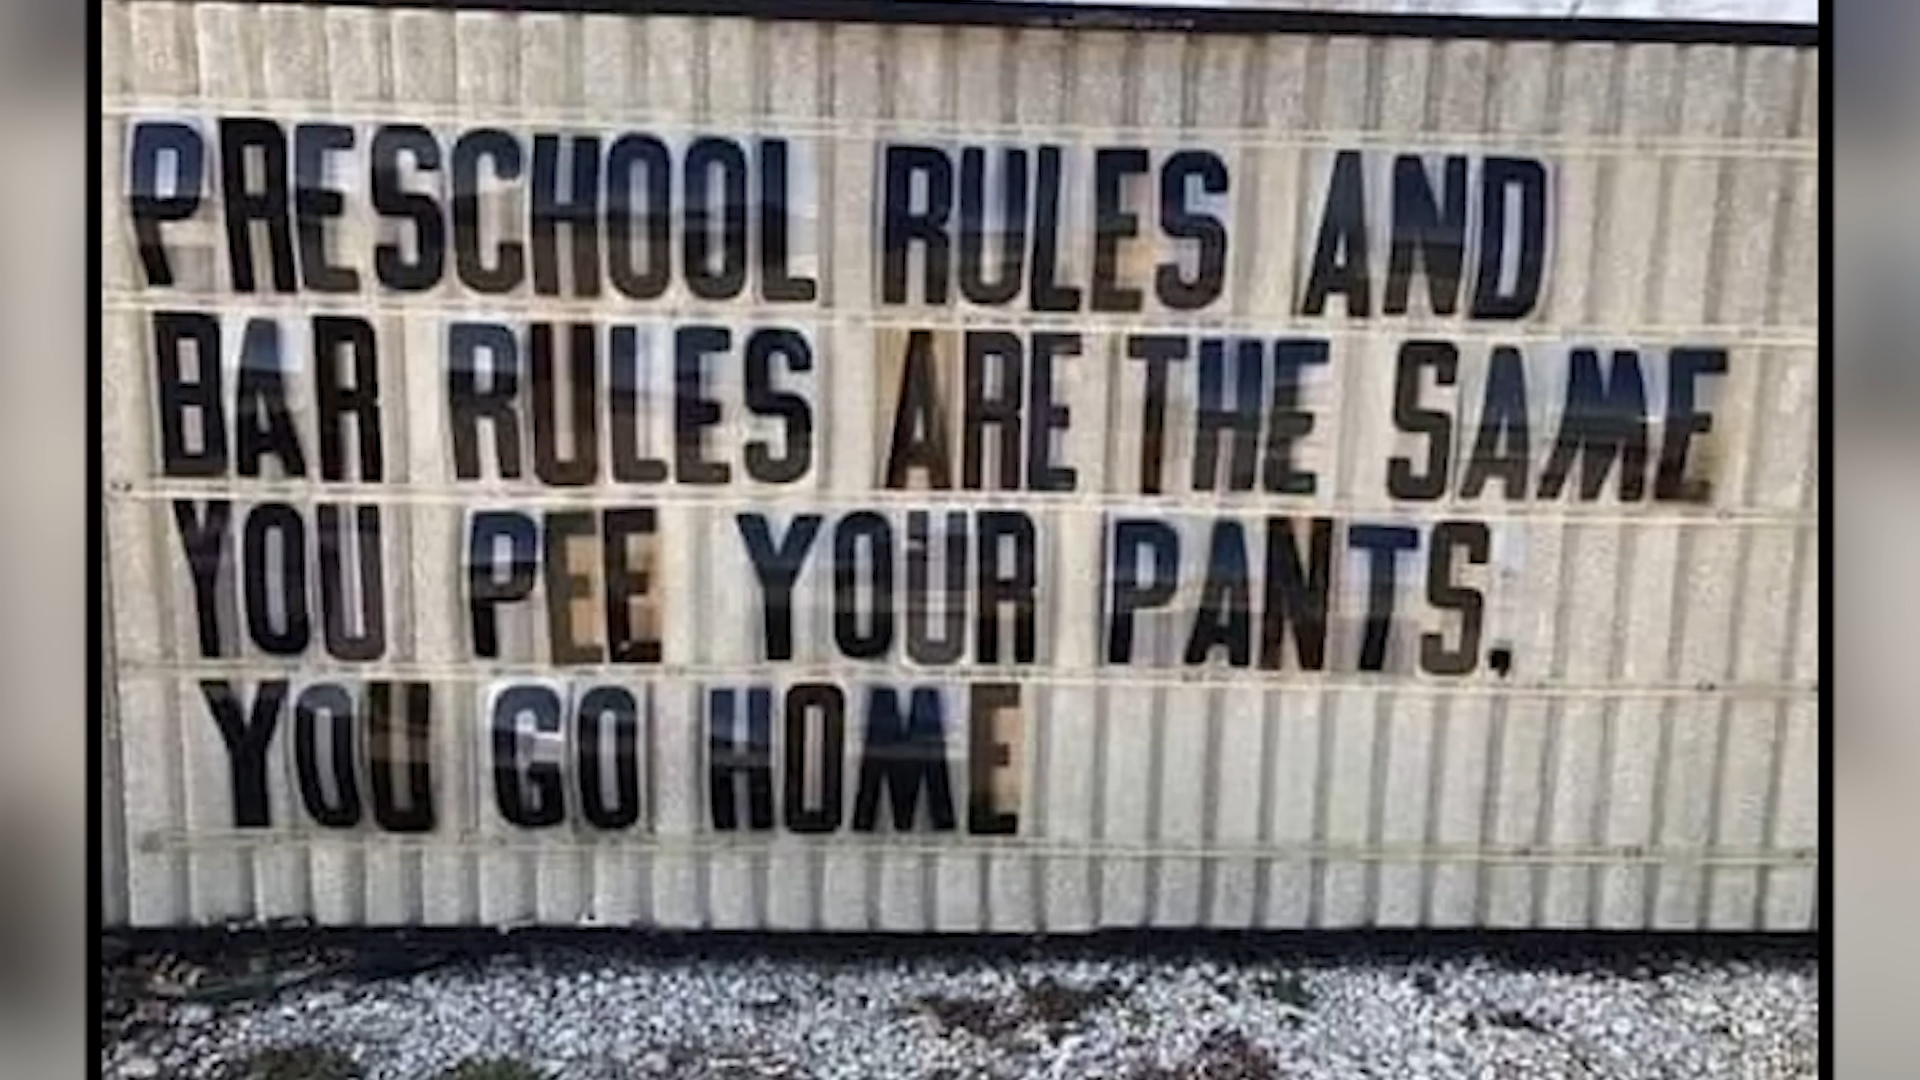 PRESCHOOL RULES AND
BAR RULES ARE THE SAME
YOU PEE YOUR PANTS,
YOU GO HOME